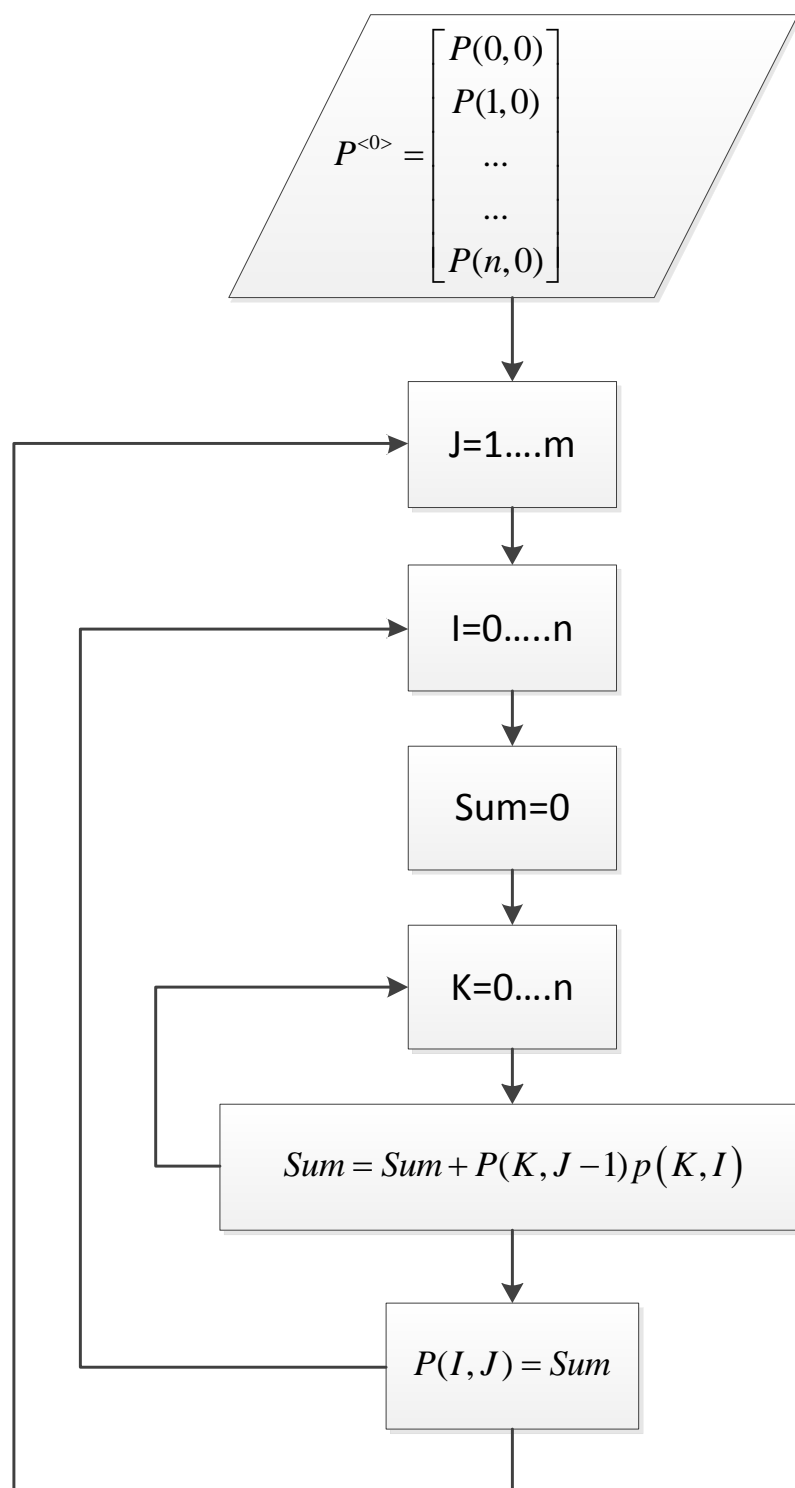 P(0,0)
P(1,0)
P<0> = ...
...
P(n,0)
J=1....m
I=0.....n
Sum=0
K=0....n
Sum = Sum + P(K, J −1) p(K, I)
P(I, J) = Sum